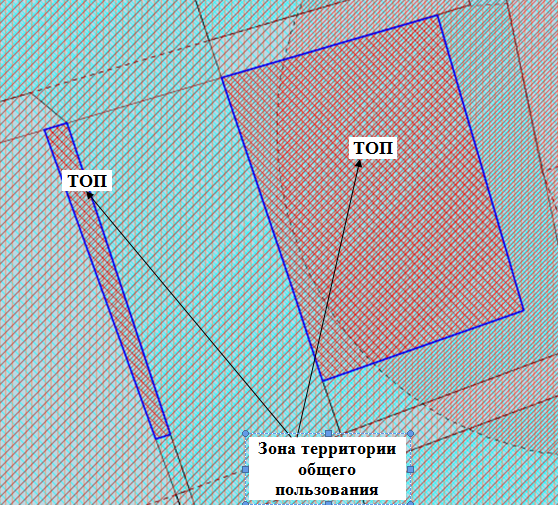 ТОП
ТОП
Зона территории
общего
пользования